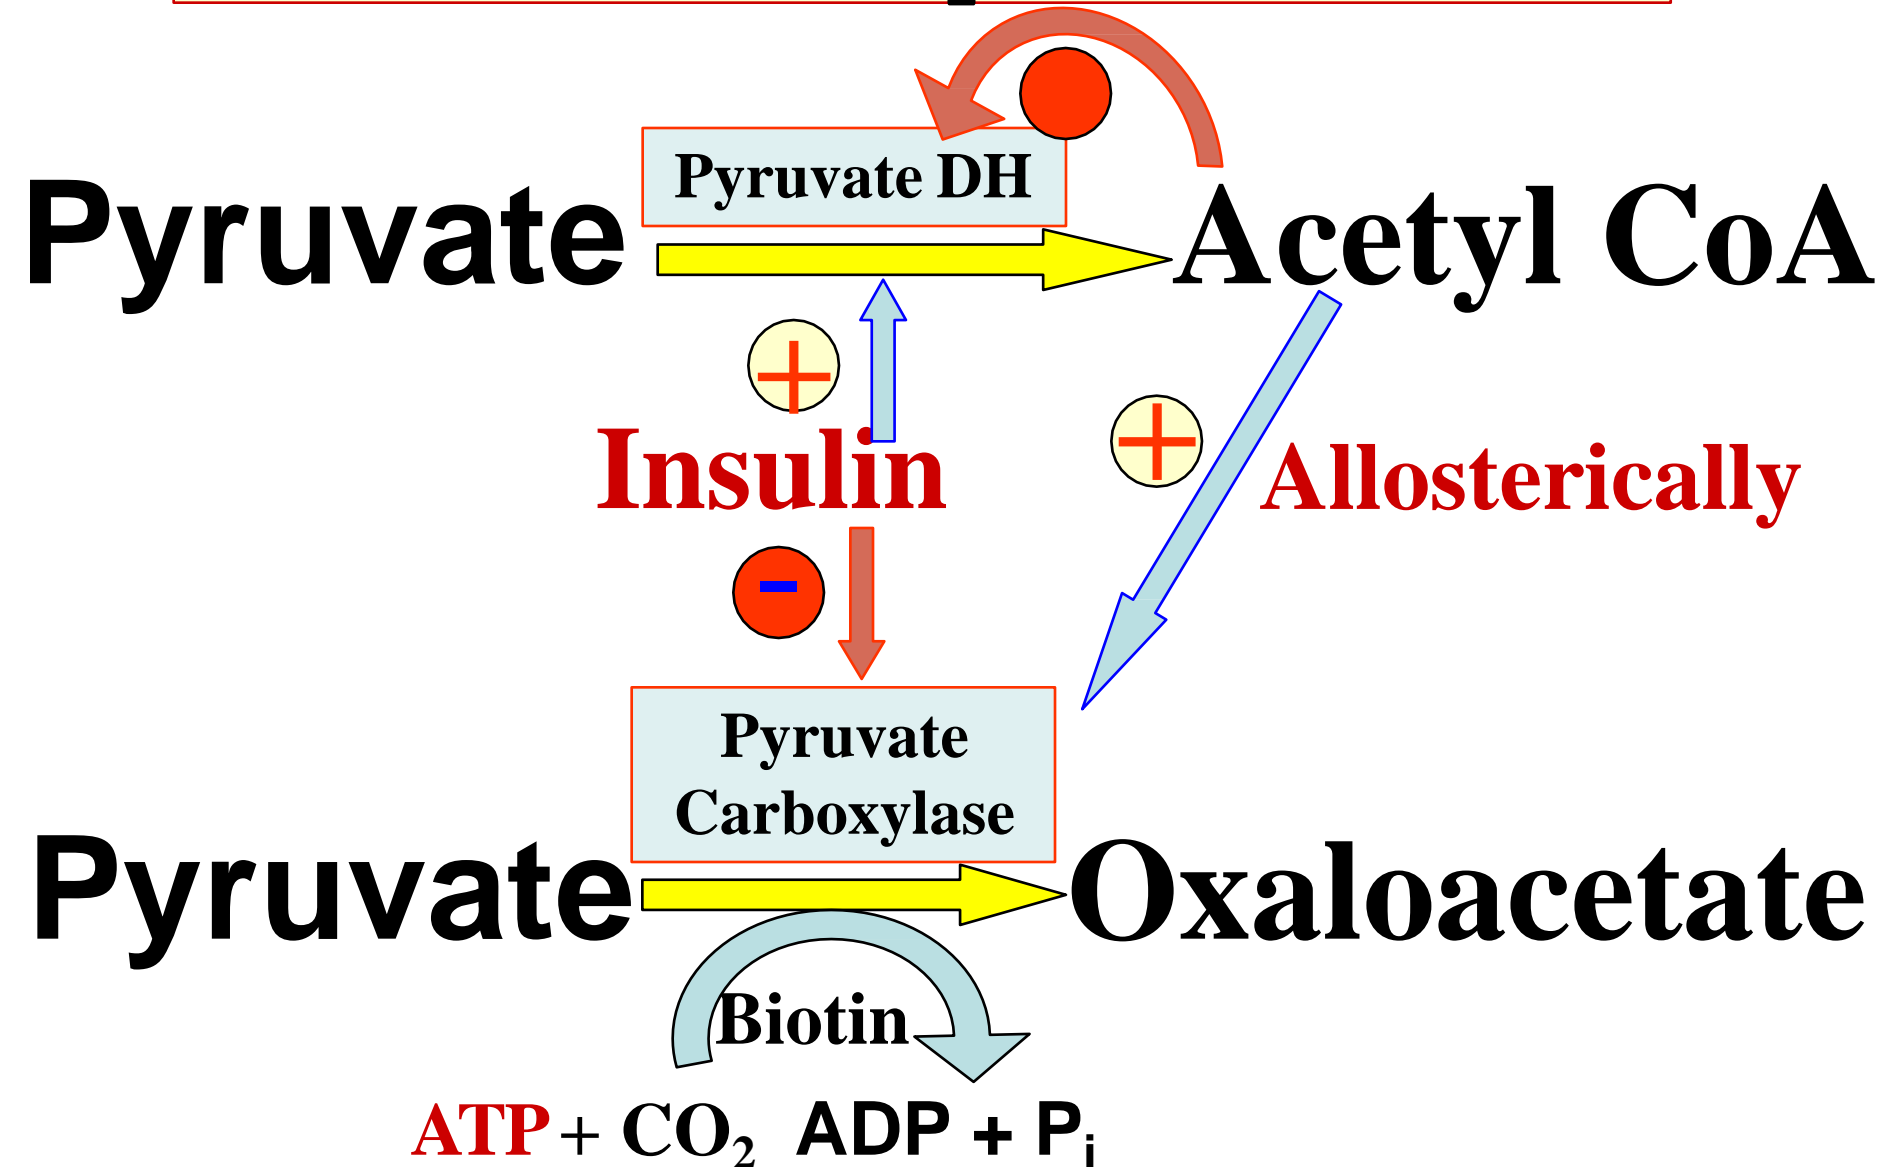 Pyruvate DH
Pyruvate Acetyl CoA
+
Insulin
+
Allosterically
-
Pyruvate
Carboxylase
Pyruvate Oxaloacetate
Biotin
ATP + CO₂ ADP + Pᵢ